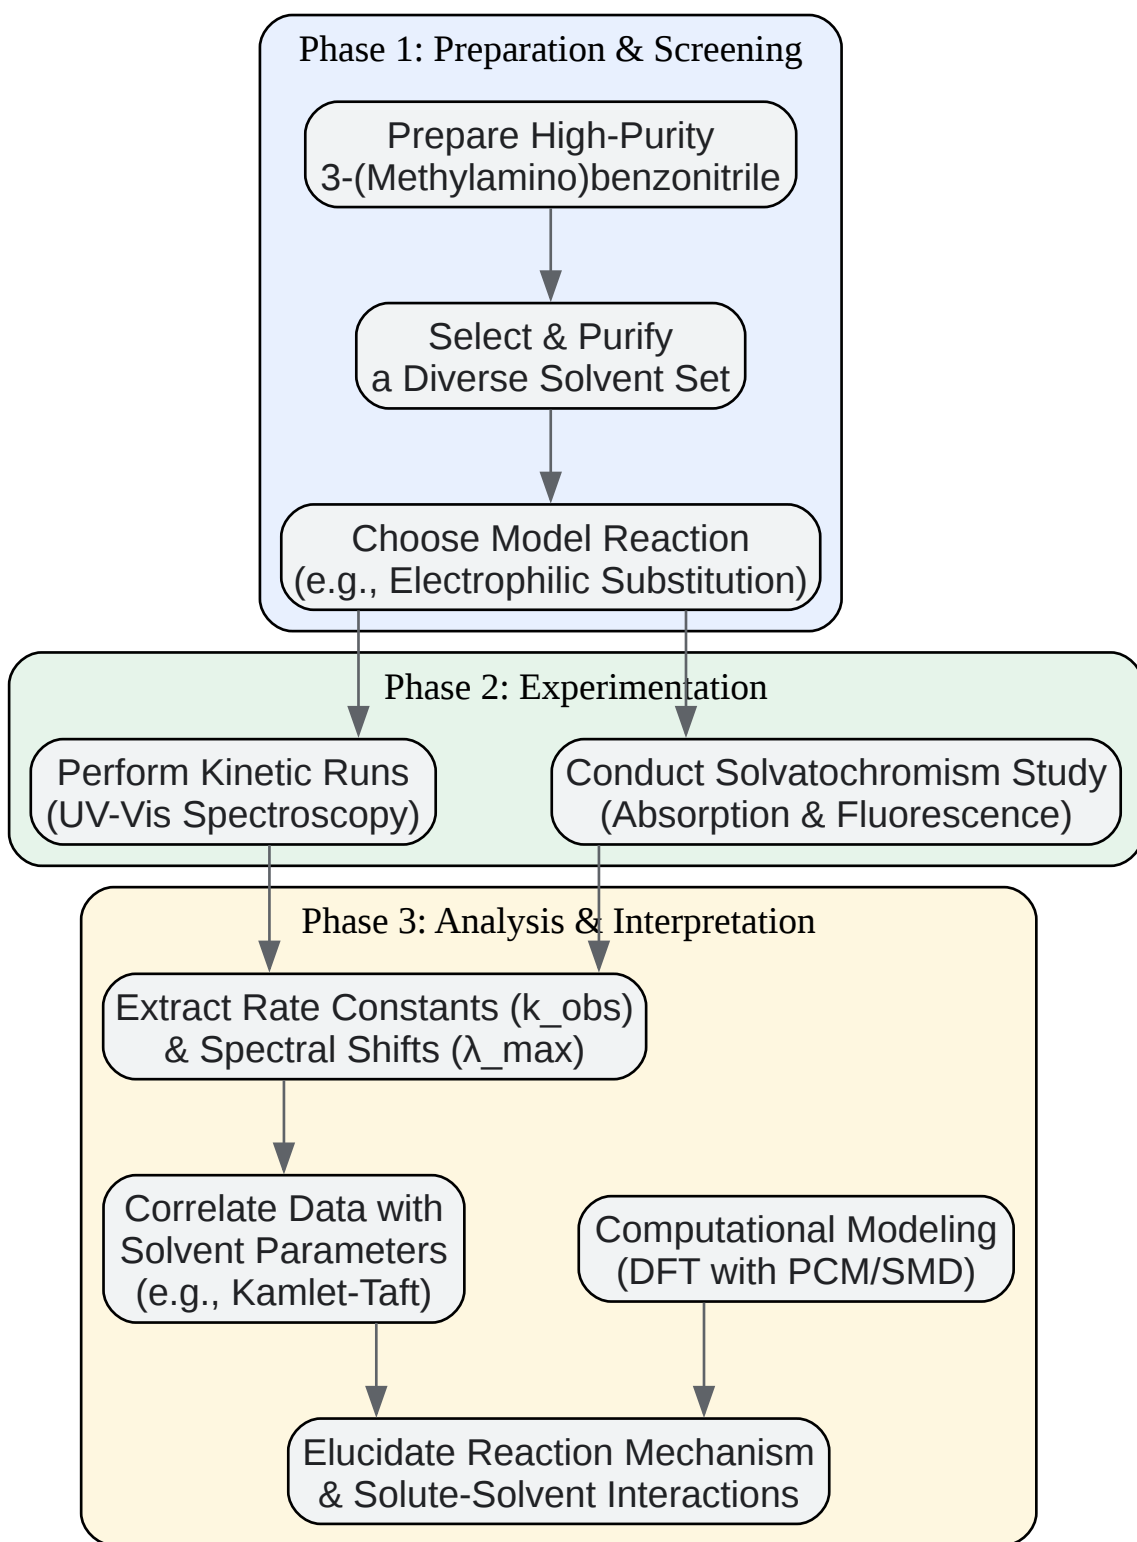 Phase 1: Preparation & Screening
Prepare High-Purity
3-(Methylamino)benzonitrile
Select & Purify
a Diverse Solvent Set
Choose Model Reaction
(e.g., Electrophilic Substitution)
Phase 2: Experimentation
Perform Kinetic Runs
(UV-Vis Spectroscopy)
Conduct Solvatochromism Study
(Absorption & Fluorescence)
Phase 3: Analysis & Interpretation
Extract Rate Constants (k_obs)
& Spectral Shifts (λ_max)
Correlate Data with
Solvent Parameters
(e.g., Kamlet-Taft)
Computational Modeling
(DFT with PCM/SMD)
Elucidate Reaction Mechanism
& Solute-Solvent Interactions